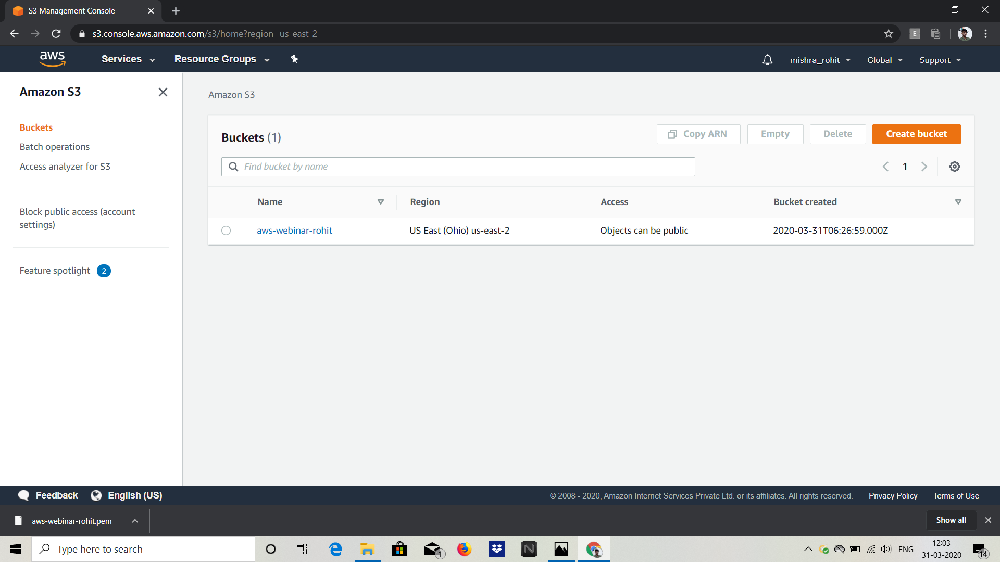 S3 Management Console
s3.console.aws.amazon.com/s3/home?region=us-east-2
E
aws
Services
Resource Groups
mishra_rohit
Global
Support
Amazon S3
Buckets
Batch operations
Access analyzer for S3
Block public access (account
settings)
Feature spotlight 2
Amazon S3
Buckets (1)
Copy ARN
Empty
Delete
Create bucket
Find bucket by name
1
Name
Region
Access
Bucket created
aws-webinar-rohit
US East (Ohio) us-east-2
Objects can be public
2020-03-31T06:26:59.000Z
Feedback
English (US)
© 2008 - 2020, Amazon Internet Services Private Ltd. or its affiliates. All rights reserved.
Privacy Policy
Terms of Use
aws-webinar-rohit.pem
Show all
Type here to search
1
N
ENG
12:03
31-03-2020
14